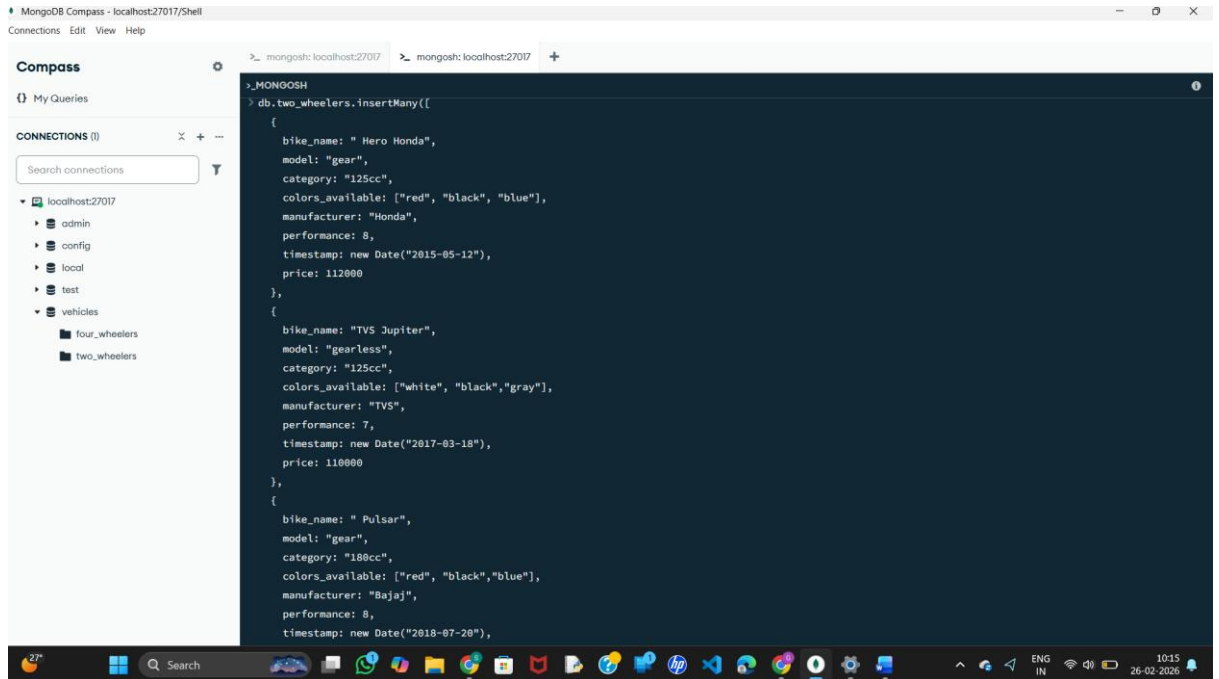 MongoDB Compass - localhost:27017/Shell
Connections Edit View Help
Compass
{} My Queries
CONNECTIONS (1)
Search connections
localhost:27017
admin
config
local
test
vehicles
four_wheelers
two_wheelers
>_ mongosh: localhost:27017 >_ mongosh: localhost:27017 +
>_MONGOSH
> db.two_wheelers.insertMany([
{
bike_name: " Hero Honda",
model: "gear",
category: "125cc",
colors_available: ["red", "black", "blue"],
manufacturer: "Honda",
performance: 8,
timestamp: new Date("2015-05-12"),
price: 112000
},
{
bike_name: "TVS Jupiter",
model: "gearless",
category: "125cc",
colors_available: ["white", "black","gray"],
manufacturer: "TVS",
performance: 7,
timestamp: new Date("2017-03-18"),
price: 110000
},
{
bike_name: " Pulsar",
model: "gear",
category: "180cc",
colors_available: ["red", "black","blue"],
manufacturer: "Bajaj",
performance: 8,
timestamp: new Date("2018-07-20"),
27°
Search
ENG
IN
10:15
26-02-2026